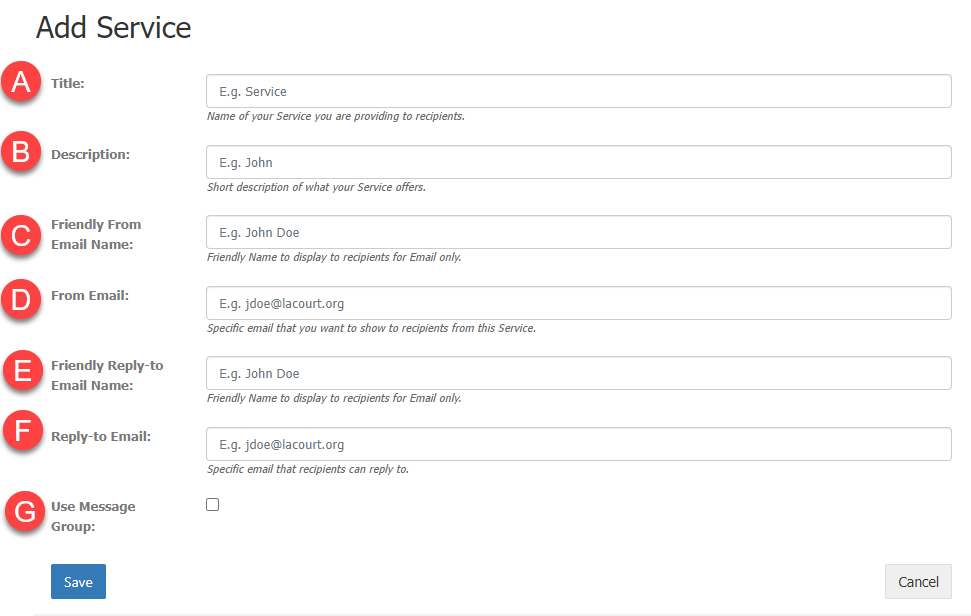 Add Service
A Title: E.g. Service
Name of your Service you are providing to recipients.
B Description: E.g. John
Short description of what your Service offers.
C Friendly From
Email Name: E.g. John Doe
Friendly Name to display to recipients for Email only.
D From Email: E.g. jdoe@lacourt.org
Specific email that you want to show to recipients from this Service.
E Friendly Reply-to
Email Name: E.g. John Doe
Friendly Name to display to recipients for Email only.
F Reply-to Email: E.g. jdoe@lacourt.org
Specific email that recipients can reply to.
G Use Message
Group:
Save Cancel